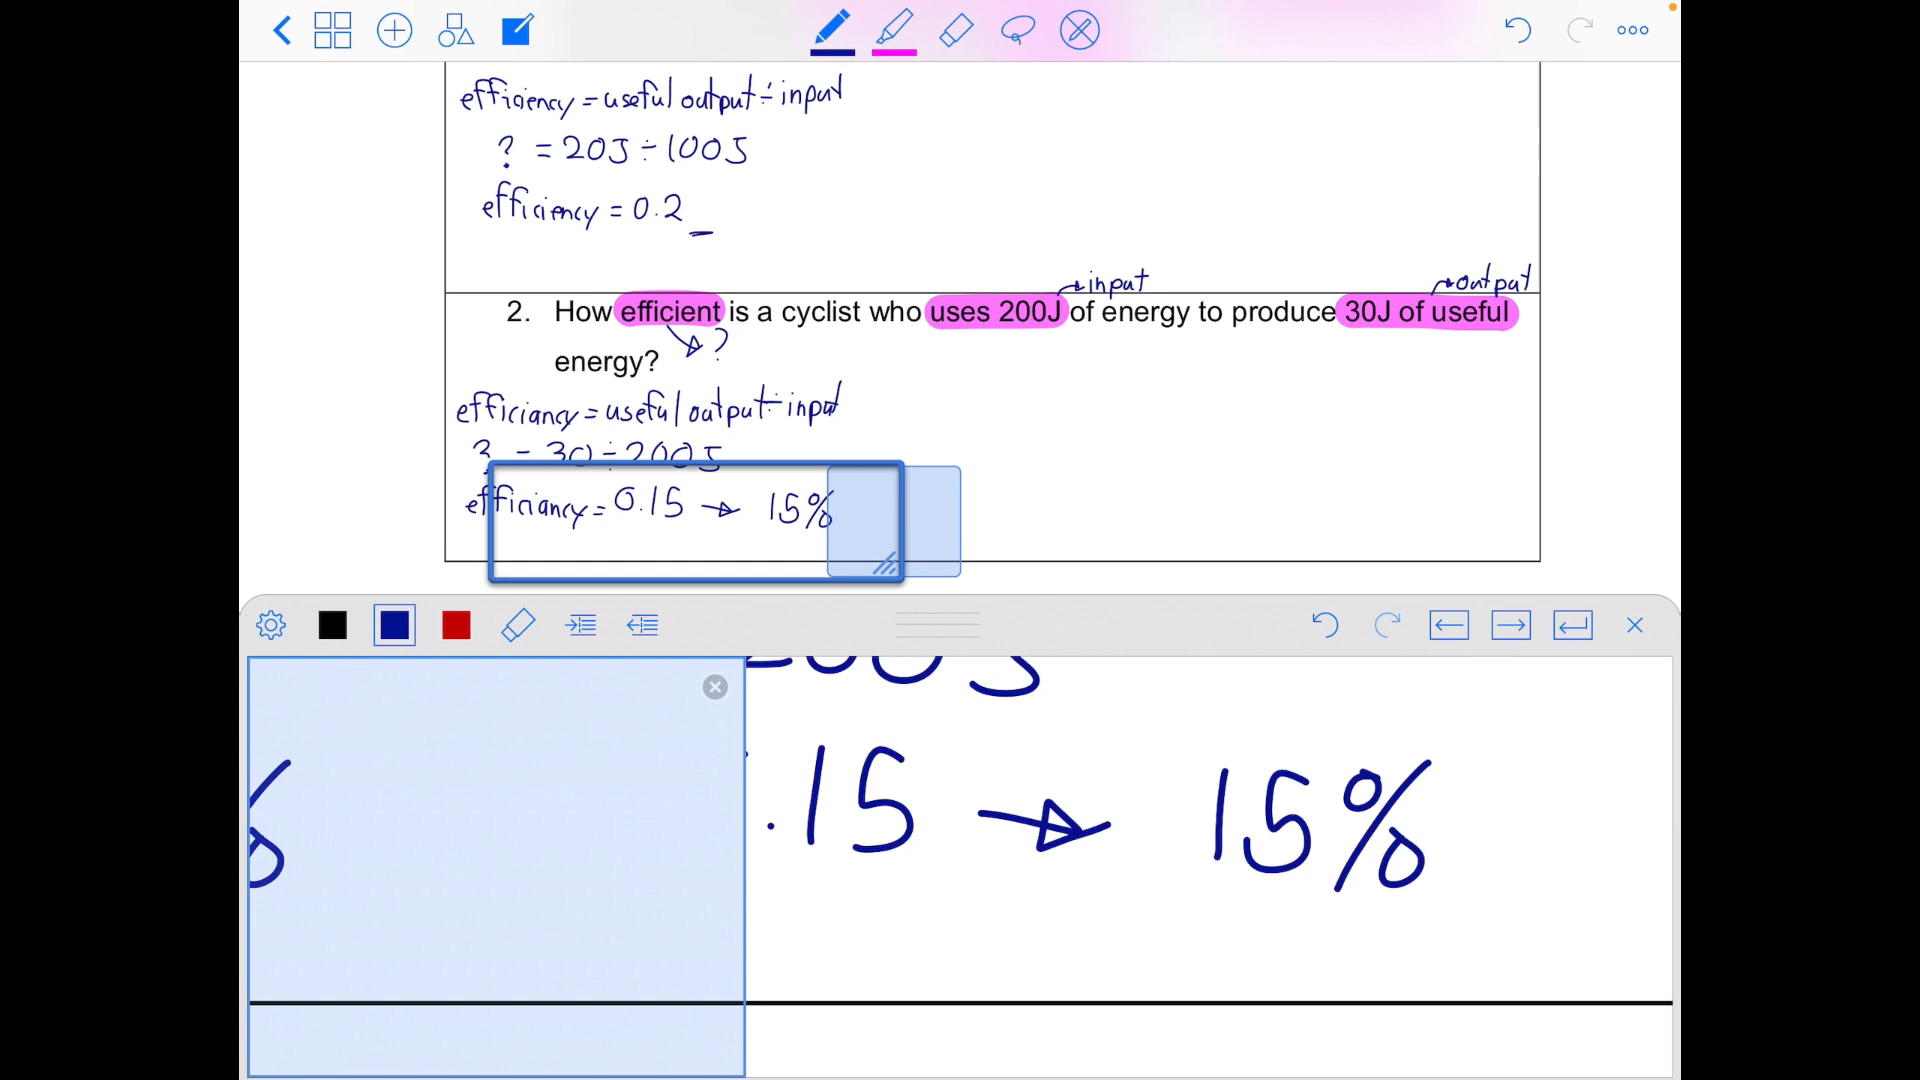 efficiency = useful output ÷ input
? = 20J ÷ 100J
efficiency = 0.2
input
output
2. How efficient is a cyclist who uses 200J of energy to produce 30J of useful
?
energy?
efficiancy = useful output ÷ input
? = 30 ÷ 200J
efficiancy = 0.15 → 15%
200J
.15 → 15%